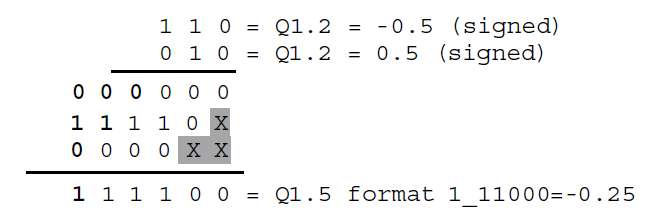 1 1 0 = Q1.2 = -0.5 (signed)
0 1 0 = Q1.2 = 0.5 (signed)
0 0 0 0 0 0
1 1 1 1 0 X
0 0 0 0 X X
1 1 1 1 0 0 = Q1.5 format 1_11000=-0.25